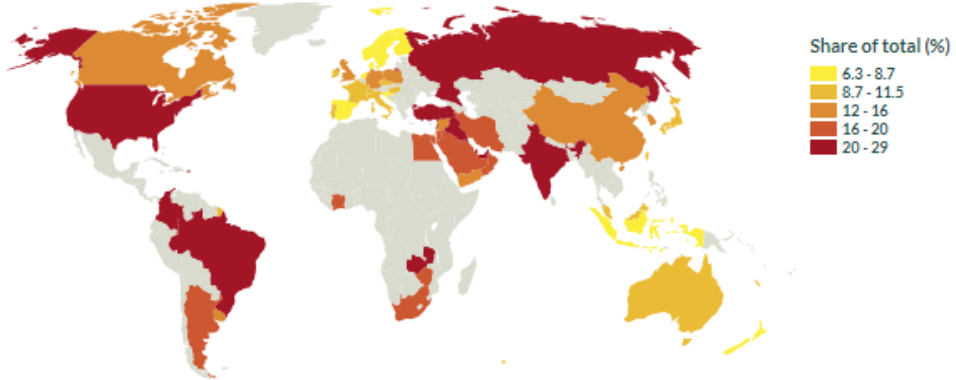 Share of total (%)
6.3 - 8.7
8.7 - 11.5
12 - 16
16 - 20
20 - 29